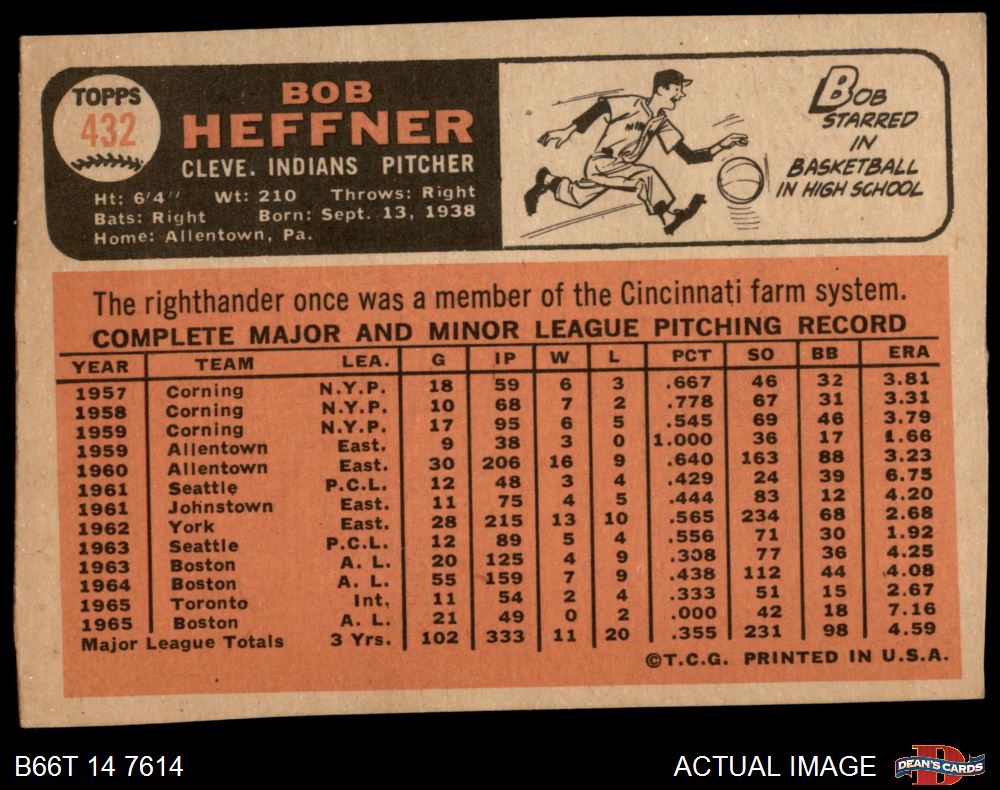 TOPPS
432
BOB
HEFFNER
CLEVE. INDIANS PITCHER
Ht: 6'4" Wt: 210 Throws: Right
Bats: Right Born: Sept. 13, 1938
Home: Allentown, Pa.
BOB
STARRED
IN
BASKETBALL
IN HIGH SCHOOL
The righthander once was a member of the Cincinnati farm system.
COMPLETE MAJOR AND MINOR LEAGUE PITCHING RECORD
YEAR TEAM LEA. G IP W L PCT SO BB ERA
1957 Corning N.Y.P. 18 59 6 3 .667 46 32 3.81
1958 Corning N.Y.P. 10 68 7 2 .778 67 31 3.31
1959 Corning N.Y.P. 17 95 6 5 .545 69 46 3.79
1959 Allentown East. 9 38 3 0 1.000 36 17 1.66
1960 Allentown East. 30 206 16 9 .640 163 88 3.23
1961 Seattle P.C.L. 12 48 3 4 .429 24 39 6.75
1961 Johnstown East. 11 75 4 5 .444 83 12 4.20
1962 York East. 28 215 13 10 .565 234 68 2.68
1963 Seattle P.C.L. 12 89 5 4 .556 71 30 1.92
1963 Boston A. L. 20 125 4 9 .308 77 36 4.25
1964 Boston A. L. 55 159 7 9 .438 112 44 4.08
1965 Toronto Int. 11 54 2 4 .333 51 15 2.67
1965 Boston A. L. 21 49 0 2 .000 42 18 7.16
Major League Totals 3 Yrs. 102 333 11 20 .355 231 98 4.59
©T.C.G. PRINTED IN U.S.A.
B66T 14 7614
ACTUAL IMAGE
DEAN'S CARDS